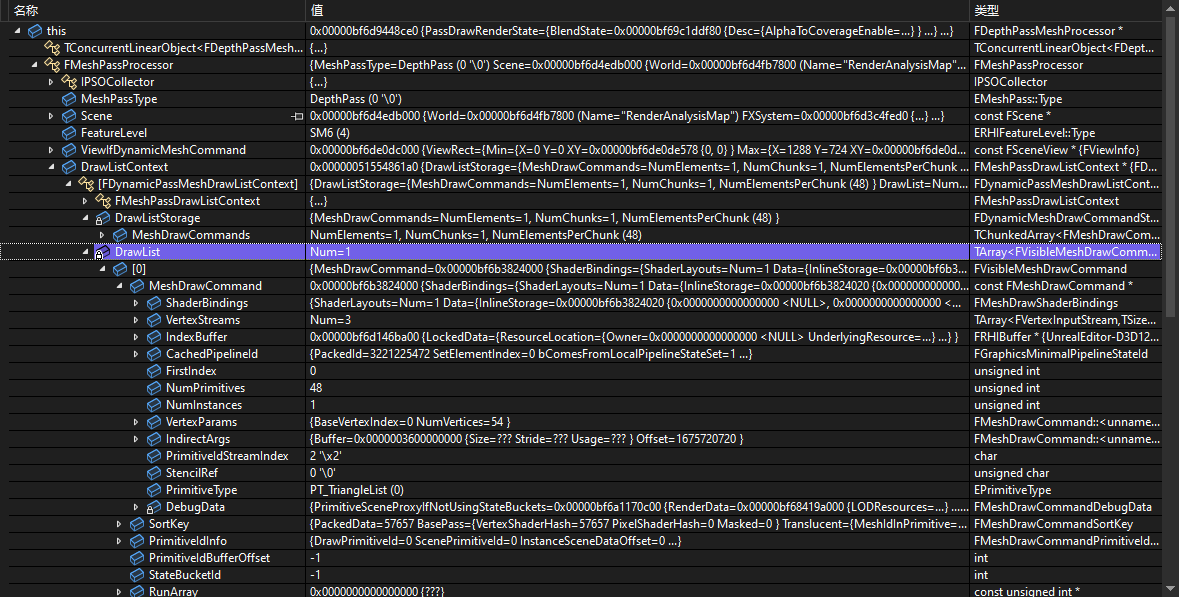 名称 值 类型
this 0x00000bf6d9448ce0 {PassDrawRenderState={BlendState=0x00000bf69c1ddf80 {Desc={AlphaToCoverageEnable=...} } ...} ...} FDepthPassMeshProcessor *
TConcurrentLinearObject<FDepthPassMesh... {...} TConcurrentLinearObject<FDept...
FMeshPassProcessor {MeshPassType=DepthPass (0 '\0') Scene=0x00000bf6d4edb000 {World=0x00000bf6d4fb7800 (Name="RenderAnalysisMap")... FMeshPassProcessor
IPSOCollector {...} IPSOCollector
MeshPassType DepthPass (0 '\0') EMeshPass::Type
Scene 0x00000bf6d4edb000 {World=0x00000bf6d4fb7800 (Name="RenderAnalysisMap") FXSystem=0x00000bf6d3c4fed0 {...} ...} const FScene *
FeatureLevel SM6 (4) ERHIFeatureLevel::Type
ViewIfDynamicMeshCommand 0x00000bf6de0dc000 {ViewRect={Min={X=0 Y=0 XY=0x00000bf6de0de578 {0, 0} } Max={X=1288 Y=724 XY=0x00000bf6de0d... const FSceneView * {FViewInfo}
DrawListContext 0x00000051554861a0 {DrawListStorage={MeshDrawCommands=NumElements=1, NumChunks=1, NumElementsPerChunk ... FMeshPassDrawListContext * {FD...
[FDynamicPassMeshDrawListContext] {DrawListStorage={MeshDrawCommands=NumElements=1, NumChunks=1, NumElementsPerChunk (48) } DrawList=Num... FDynamicPassMeshDrawListCont...
FMeshPassDrawListContext {...} FMeshPassDrawListContext
DrawListStorage {MeshDrawCommands=NumElements=1, NumChunks=1, NumElementsPerChunk (48) } FDynamicMeshDrawCommandSt...
MeshDrawCommands NumElements=1, NumChunks=1, NumElementsPerChunk (48) TChunkedArray<FMeshDrawCom...
DrawList Num=1 TArray<FVisibleMeshDrawComm...
[0] {MeshDrawCommand=0x00000bf6b3824000 {ShaderBindings={ShaderLayouts=Num=1 Data={InlineStorage=0x00000bf6b3... FVisibleMeshDrawCommand
MeshDrawCommand 0x00000bf6b3824000 {ShaderBindings={ShaderLayouts=Num=1 Data={InlineStorage=0x00000bf6b3824020 {0x000000000000... const FMeshDrawCommand *
ShaderBindings {ShaderLayouts=Num=1 Data={InlineStorage=0x00000bf6b3824020 {0x0000000000000000 <NULL>, 0x0000000000000000 <... FMeshDrawShaderBindings
VertexStreams Num=3 TArray<FVertexInputStream,TSize...
IndexBuffer 0x00000bf6d146ba00 {LockedData={ResourceLocation={Owner=0x0000000000000000 <NULL> UnderlyingResource=...} ...} } FRHIBuffer * {UnrealEditor-D3D12...
CachedPipelineId {PackedId=3221225472 SetElementIndex=0 bComesFromLocalPipelineStateSet=1 ...} FGraphicsMinimalPipelineStateId
FirstIndex 0 unsigned int
NumPrimitives 48 unsigned int
NumInstances 1 unsigned int
VertexParams {BaseVertexIndex=0 NumVertices=54 } FMeshDrawCommand::<unname...
IndirectArgs {Buffer=0x0000003600000000 {Size=??? Stride=??? Usage=??? } Offset=1675720720 } FMeshDrawCommand::<unname...
PrimitiveIdStreamIndex 2 '\x2' char
StencilRef 0 '\0' unsigned char
PrimitiveType PT_TriangleList (0) EPrimitiveType
DebugData {PrimitiveSceneProxyIfNotUsingStateBuckets=0x00000bf6a1170c00 {RenderData=0x00000bf68419a000 {LODResources=...} ...... FMeshDrawCommandDebugData
SortKey {PackedData=57657 BasePass={VertexShaderHash=57657 PixelShaderHash=0 Masked=0 } Translucent={MeshIdInPrimitive=... FMeshDrawCommandSortKey
PrimitiveIdInfo {DrawPrimitiveId=0 ScenePrimitiveId=0 InstanceSceneDataOffset=0 ...} FMeshDrawCommandPrimitiveId...
PrimitiveIdBufferOffset -1 int
StateBucketId -1 int
RunArray 0x0000000000000000 {???} const unsigned int *